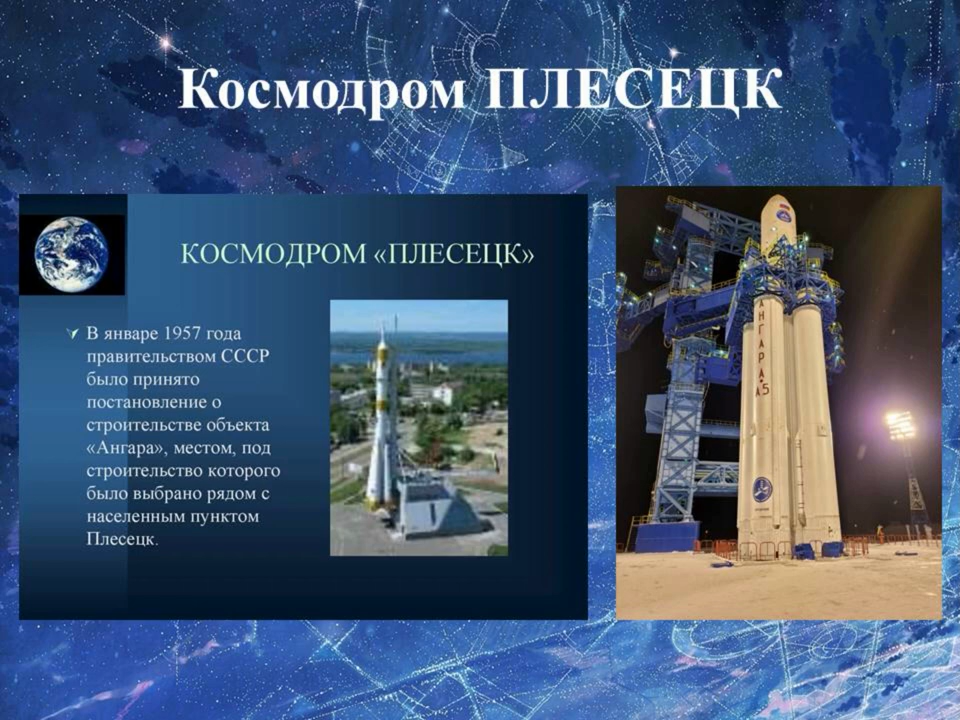 Космодром ПЛЕСЕЦК
КОСМОДРОМ «ПЛЕСЕЦК»
В январе 1957 года
правительством СССР
было принято
постановление о
строительстве объекта
«Ангара», местом, под
строительство которого
было выбрано рядом с
населенным пунктом
Плесецк.
АНГАРА•А5